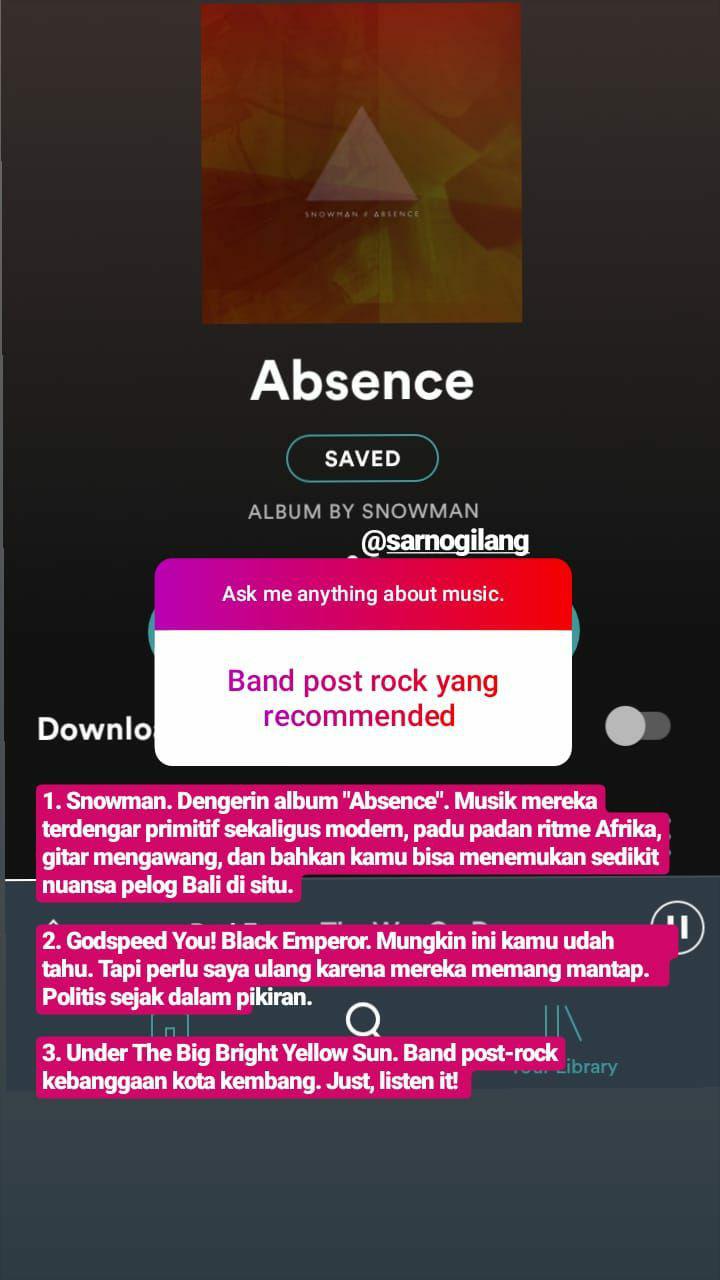 SNOWMAN // ABSENCE
Absence
SAVED
ALBUM BY SNOWMAN
@sarnogilang
Ask me anything about music.
Band post rock yang
recommended
Downlo
1. Snowman. Dengerin album "Absence". Musik mereka
terdengar primitif sekaligus modern, padu padan ritme Afrika,
gitar mengawang, dan bahkan kamu bisa menemukan sedikit
nuansa pelog Bali di situ.
2. Godspeed You! Black Emperor. Mungkin ini kamu udah
tahu. Tapi perlu saya ulang karena mereka memang mantap.
Politis sejak dalam pikiran.
3. Under The Big Bright Yellow Sun. Band post-rock
kebanggaan kota kembang. Just, listen it!
Your Library